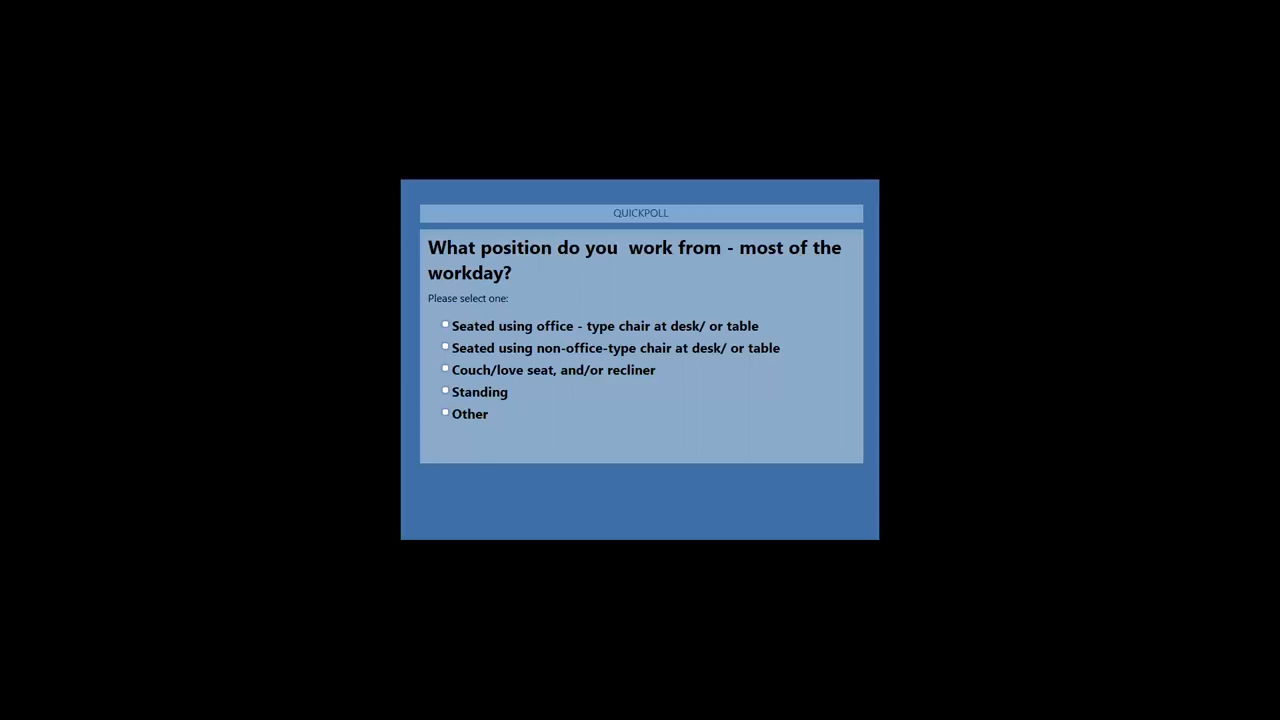 QUICKPOLL
What position do you  work from - most of the
workday?
Please select one:
Seated using office - type chair at desk/ or table
Seated using non-office-type chair at desk/ or table
Couch/love seat, and/or recliner
Standing
Other